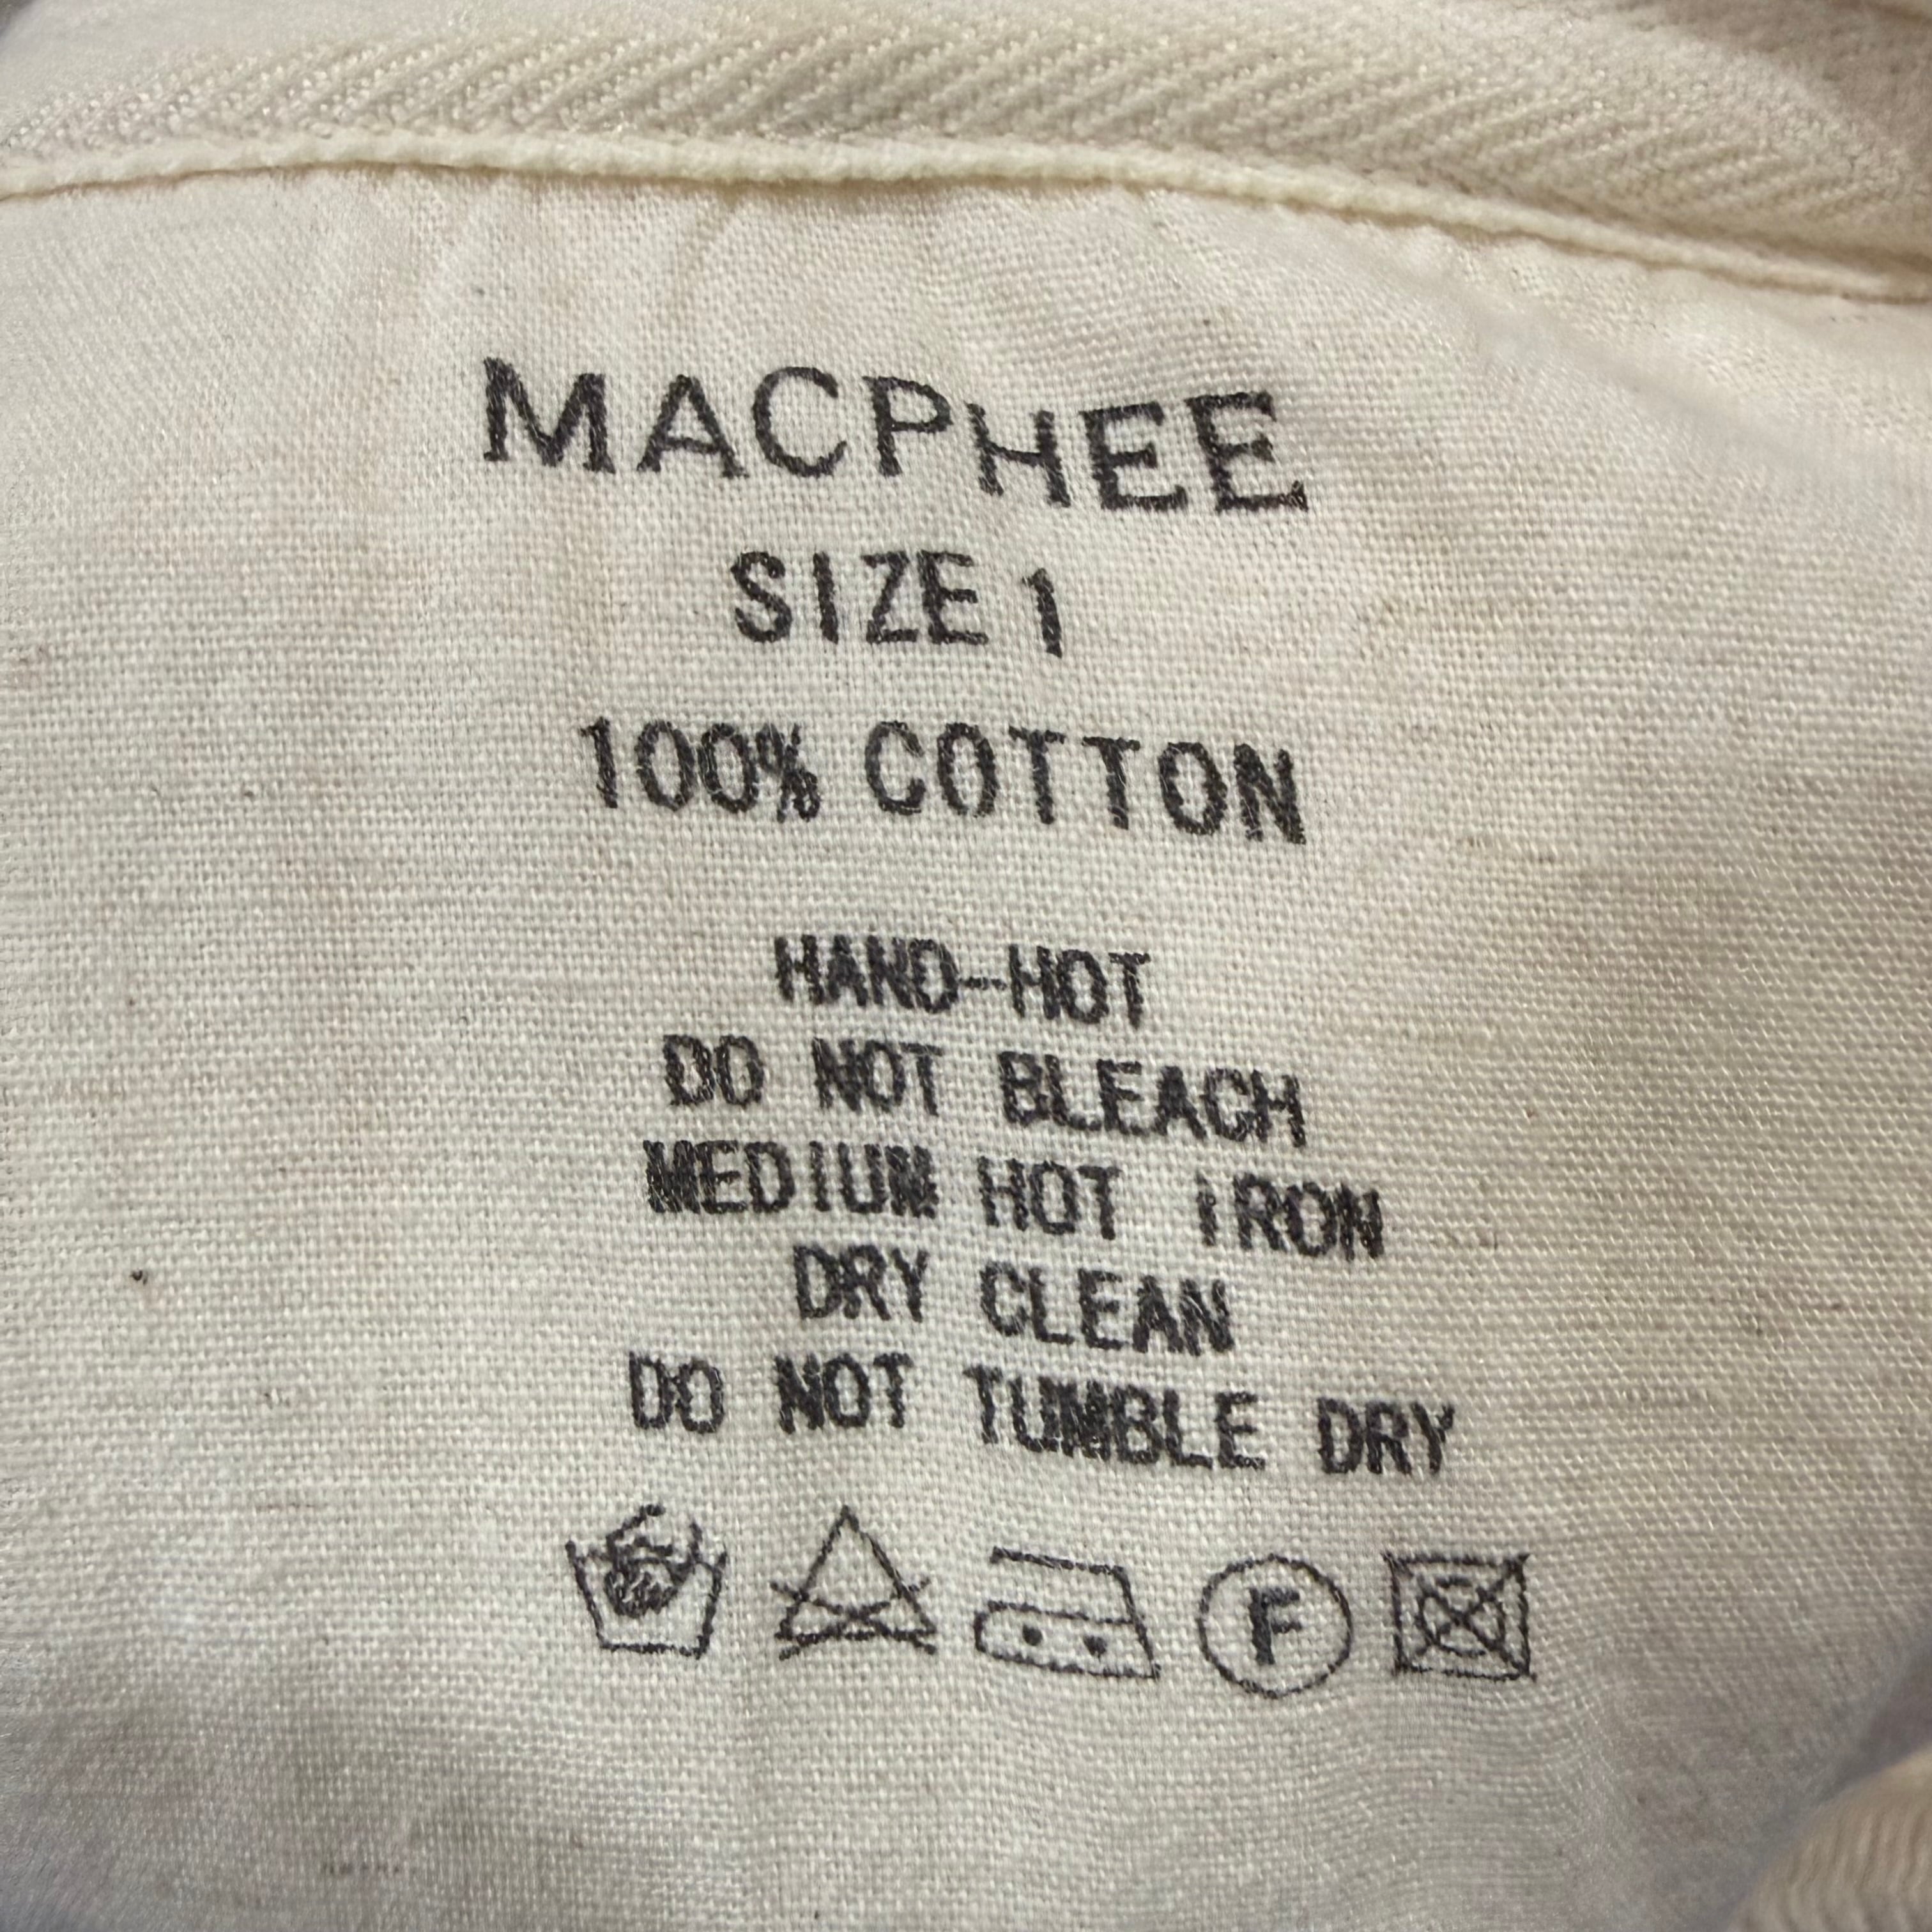 MACPHEE
SIZE 1
100% COTTON
HAND-HOT
DO NOT BLEACH
MEDIUM HOT IRON
DRY CLEAN
DO NOT TUMBLE DRY
F